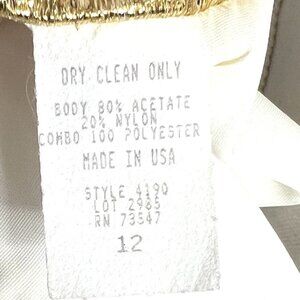 DRY CLEAN ONLY
BODY 80% ACETATE
20% NYLON
COMBO 100 POLYESTER
MADE IN USA
STYLE 4190
LOT 2965
RN 73547
12